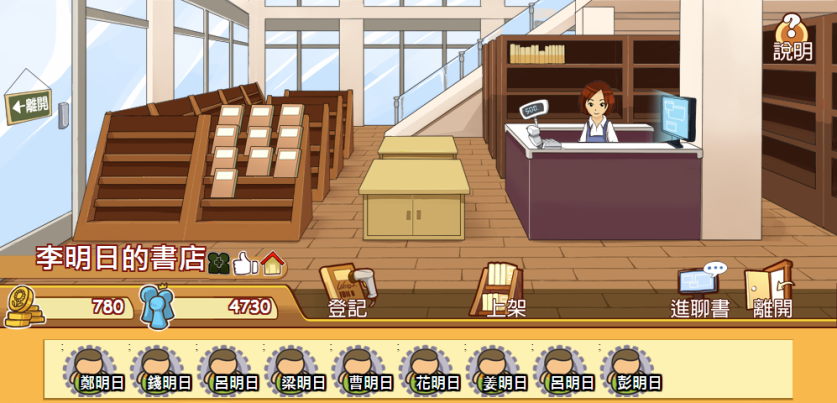 說明
←離開
李明日的書店
780
4730
登記
上架
進聊書
離開
鄭明日
錢明日
呂明日
梁明日
曹明日
花明日
姜明日
呂明日
彭明日